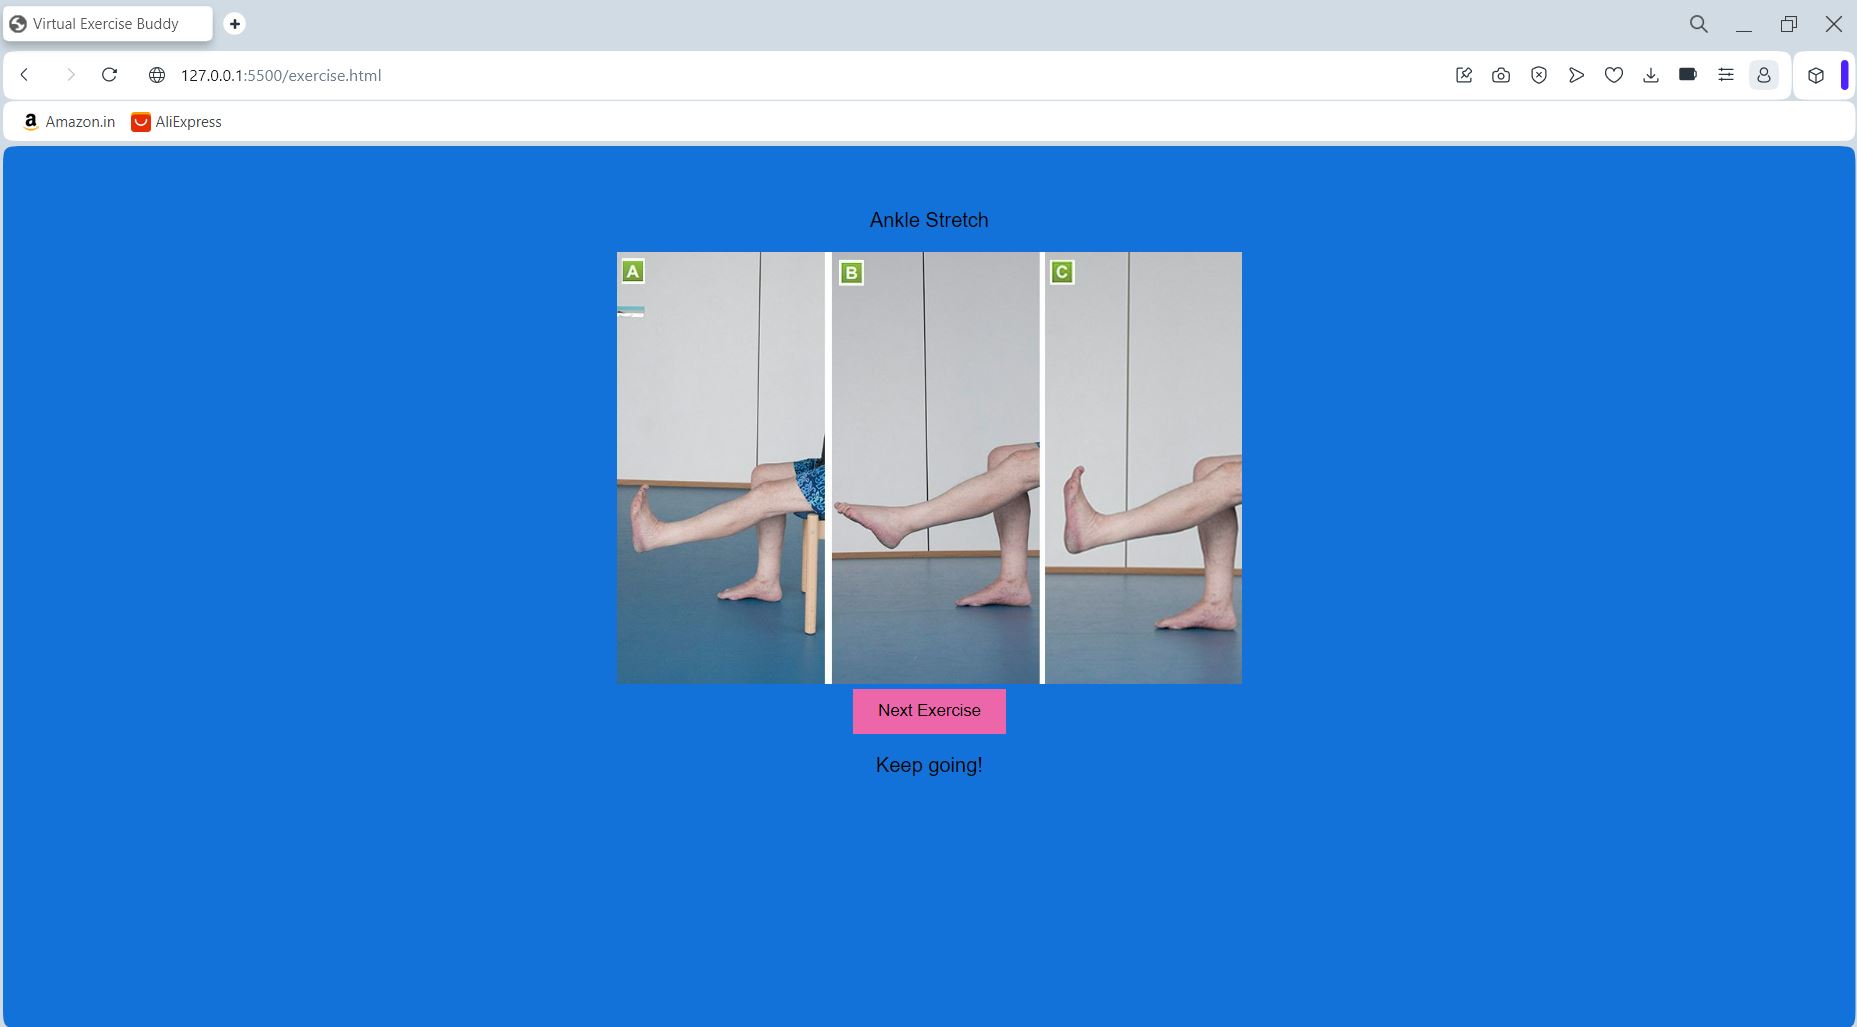 Virtual Exercise Buddy
127.0.0.1:5500/exercise.html
Amazon.in AliExpress
Ankle Stretch
A B C
Next Exercise
Keep going!